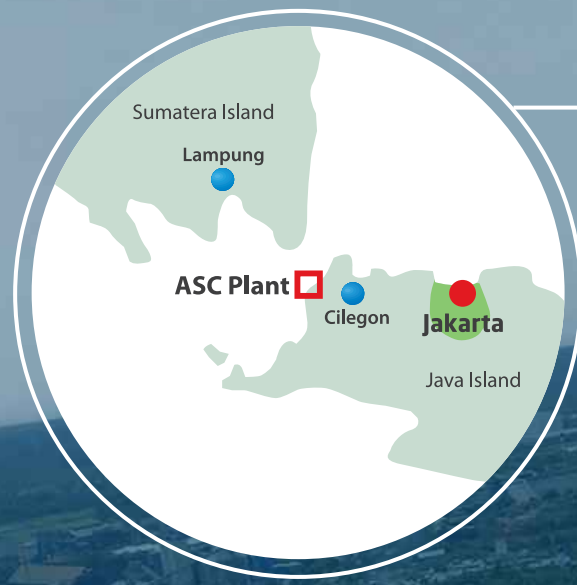 Sumatera Island
Lampung
ASC Plant
Cilegon
Jakarta
Java Island